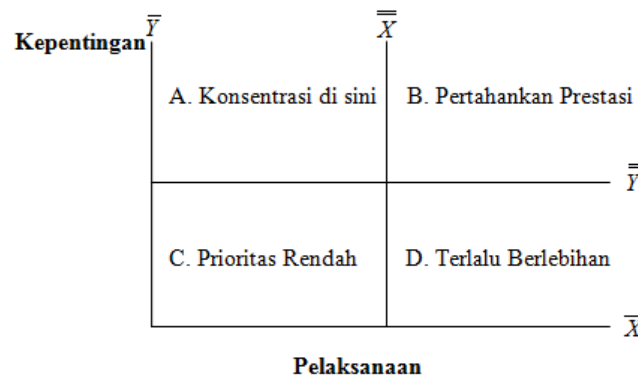 Kepentingan
Y̅
X̿
A. Konsentrasi di sini
B. Pertahankan Prestasi
Y̿
C. Prioritas Rendah
D. Terlalu Berlebihan
X̅
Pelaksanaan